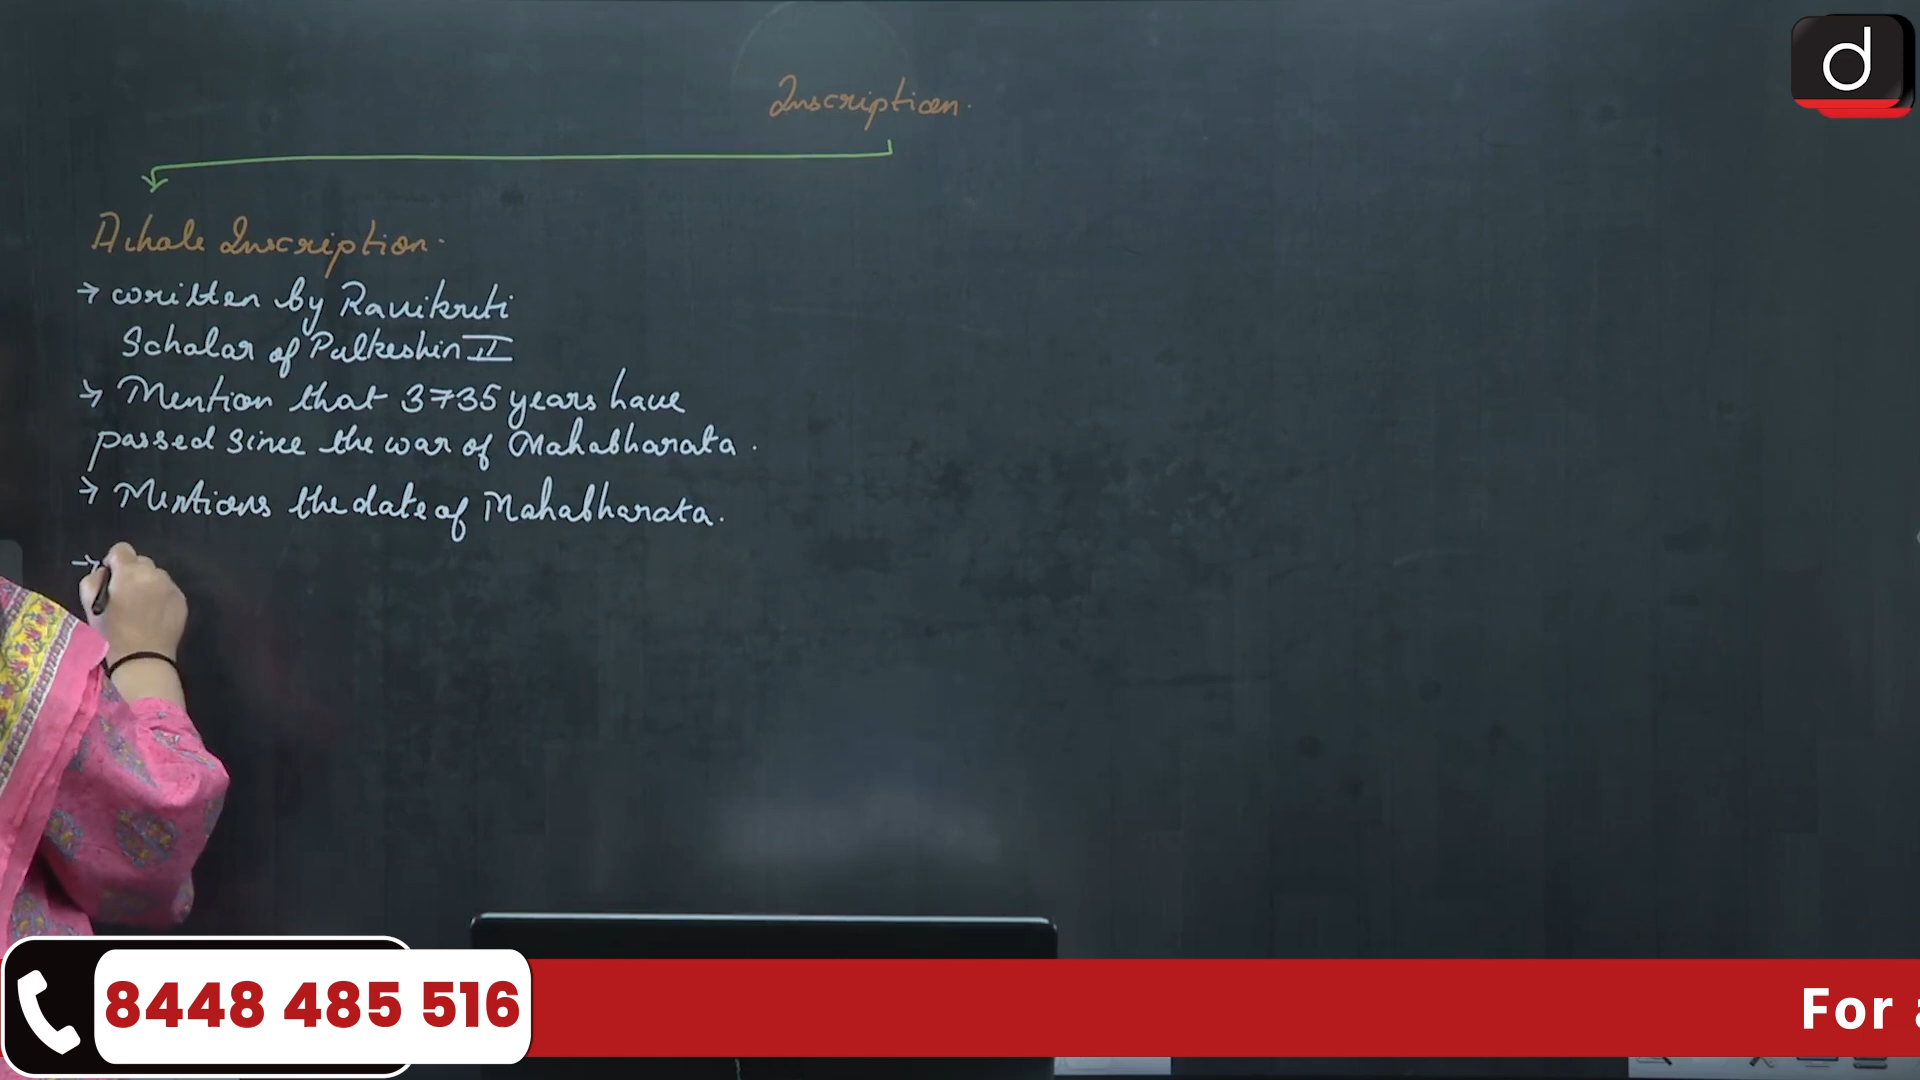 Inscription.
Aihole Inscription.
→ written by Ravikruti
Scholar of Pulkeshin II
→ Mention that 3735 years have
passed since the war of Mahabharata.
→ Mentions the date of Mahabharata.
→
d
8448 485 516
For a